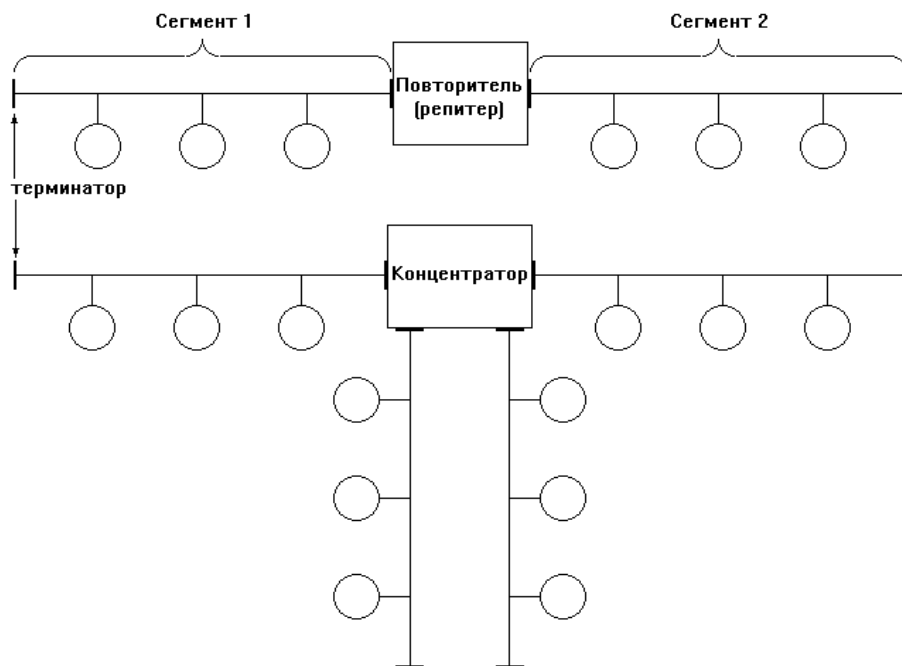 Сегмент 1
Сегмент 2
Повторитель
(репитер)
терминатор
Концентратор